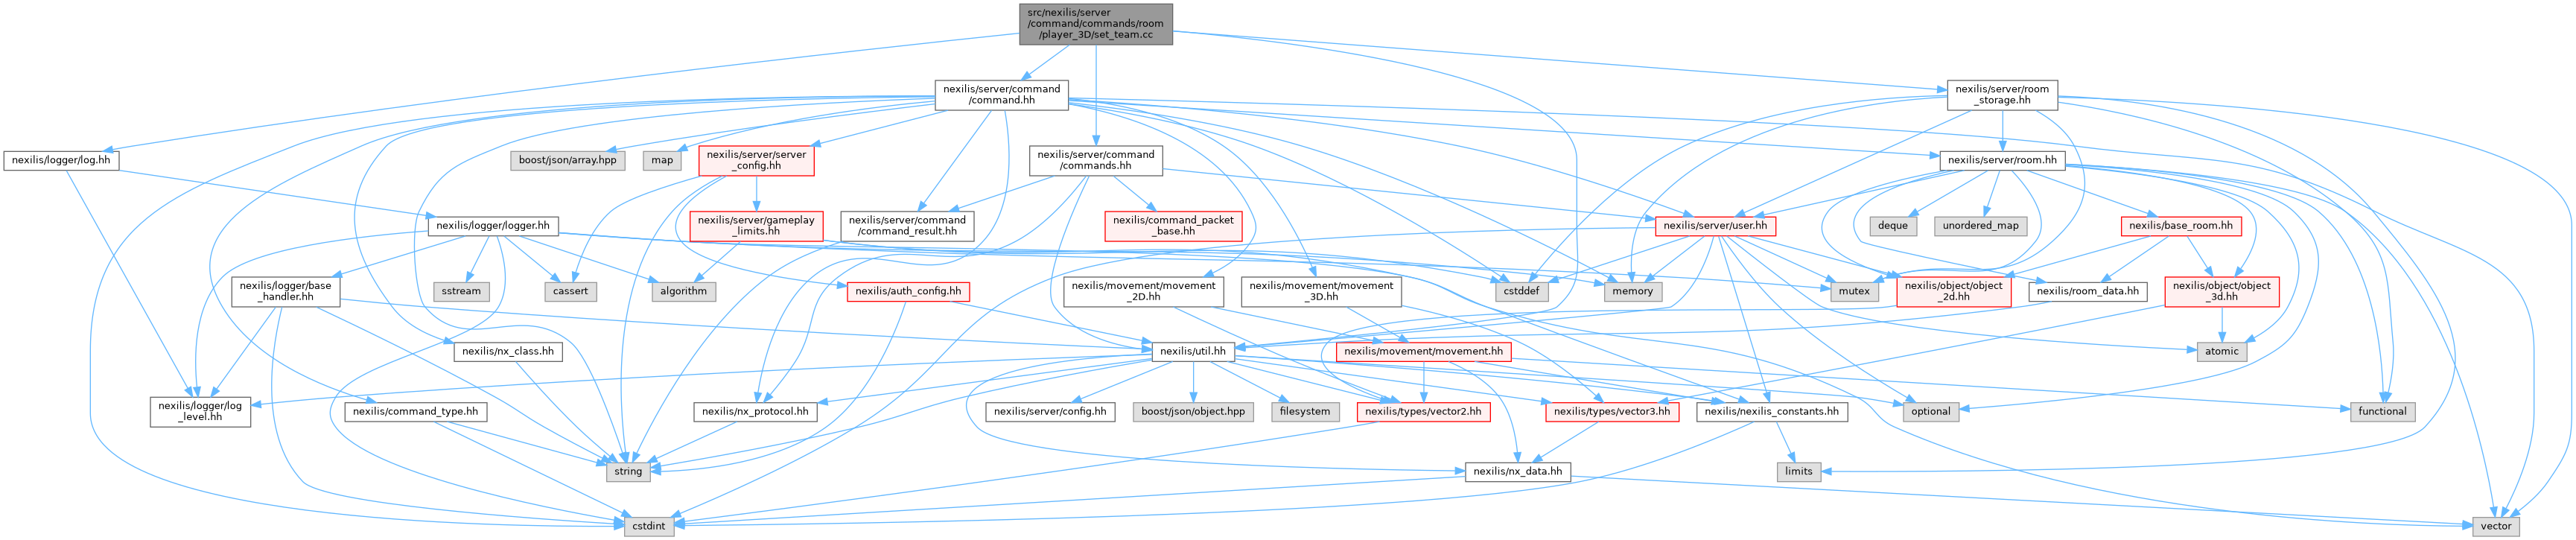 src/nexilis/server
/command/commands/room
/player_3D/set_team.cc
nexilis/server/command
/command.hh
nexilis/server/room
_storage.hh
nexilis/logger/log.hh
boost/json/array.hpp
map
nexilis/server/server
_config.hh
nexilis/server/command
/commands.hh
nexilis/server/room.hh
nexilis/logger/logger.hh
nexilis/server/gameplay
_limits.hh
nexilis/server/command
/command_result.hh
nexilis/command_packet
_base.hh
nexilis/server/user.hh
deque
unordered_map
nexilis/base_room.hh
nexilis/logger/base
_handler.hh
sstream
cassert
algorithm
nexilis/auth_config.hh
nexilis/movement/movement
_2D.hh
nexilis/movement/movement
_3D.hh
cstddef
memory
mutex
nexilis/object/object
_2d.hh
nexilis/room_data.hh
nexilis/object/object
_3d.hh
nexilis/nx_class.hh
nexilis/util.hh
nexilis/movement/movement.hh
atomic
nexilis/logger/log
_level.hh
nexilis/command_type.hh
nexilis/nx_protocol.hh
nexilis/server/config.hh
boost/json/object.hpp
filesystem
nexilis/types/vector2.hh
nexilis/types/vector3.hh
nexilis/nexilis_constants.hh
optional
functional
string
nexilis/nx_data.hh
limits
cstdint
vector